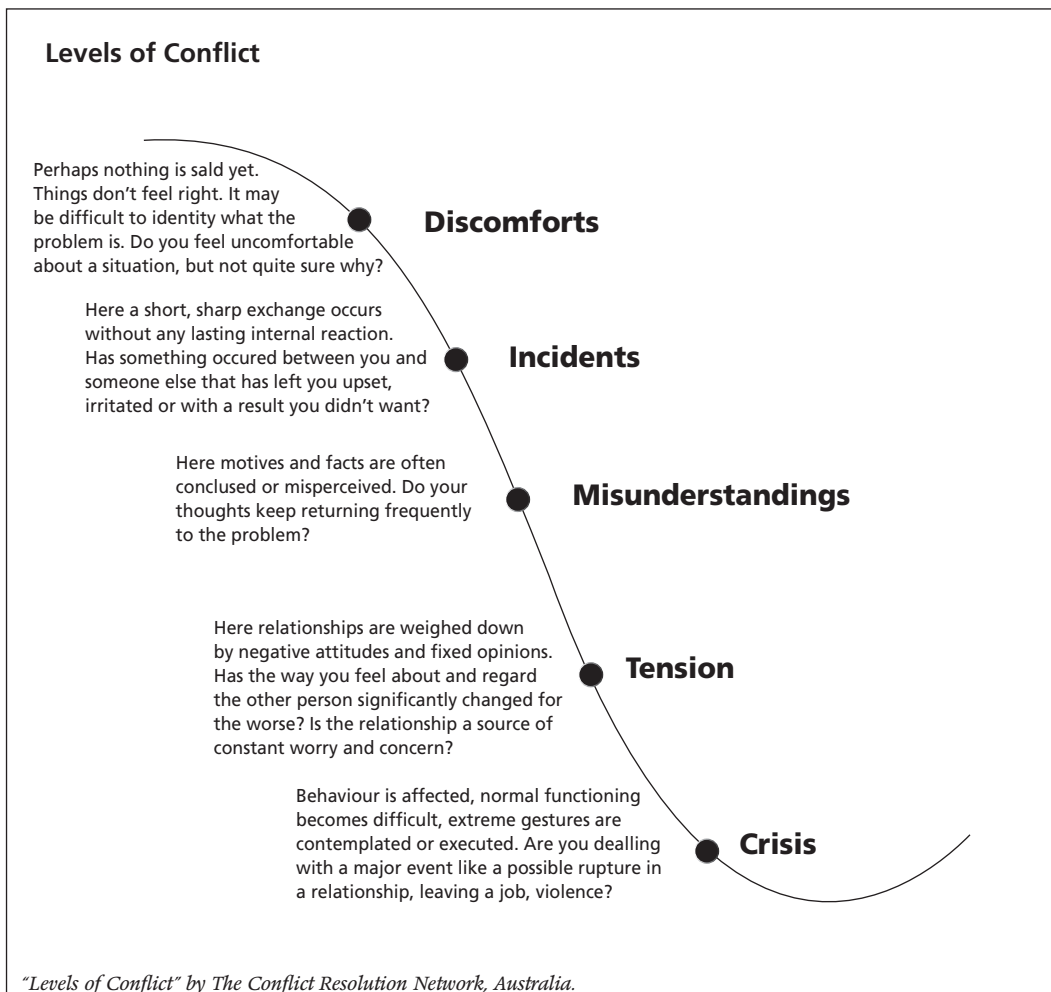 Levels of Conflict
Perhaps nothing is sald yet.
Things don't feel right. It may
be difficult to identity what the
problem is. Do you feel uncomfortable
about a situation, but not quite sure why?
Discomforts
Here a short, sharp exchange occurs
without any lasting internal reaction.
Has something occured between you and
someone else that has left you upset,
irritated or with a result you didn't want?
Incidents
Here motives and facts are often
conclused or misperceived. Do your
thoughts keep returning frequently
to the problem?
Misunderstandings
Here relationships are weighed down
by negative attitudes and fixed opinions.
Has the way you feel about and regard
the other person significantly changed for
the worse? Is the relationship a source of
constant worry and concern?
Tension
Behaviour is affected, normal functioning
becomes difficult, extreme gestures are
contemplated or executed. Are you dealling
with a major event like a possible rupture in
a relationship, leaving a job, violence?
Crisis
"Levels of Conflict" by The Conflict Resolution Network, Australia.